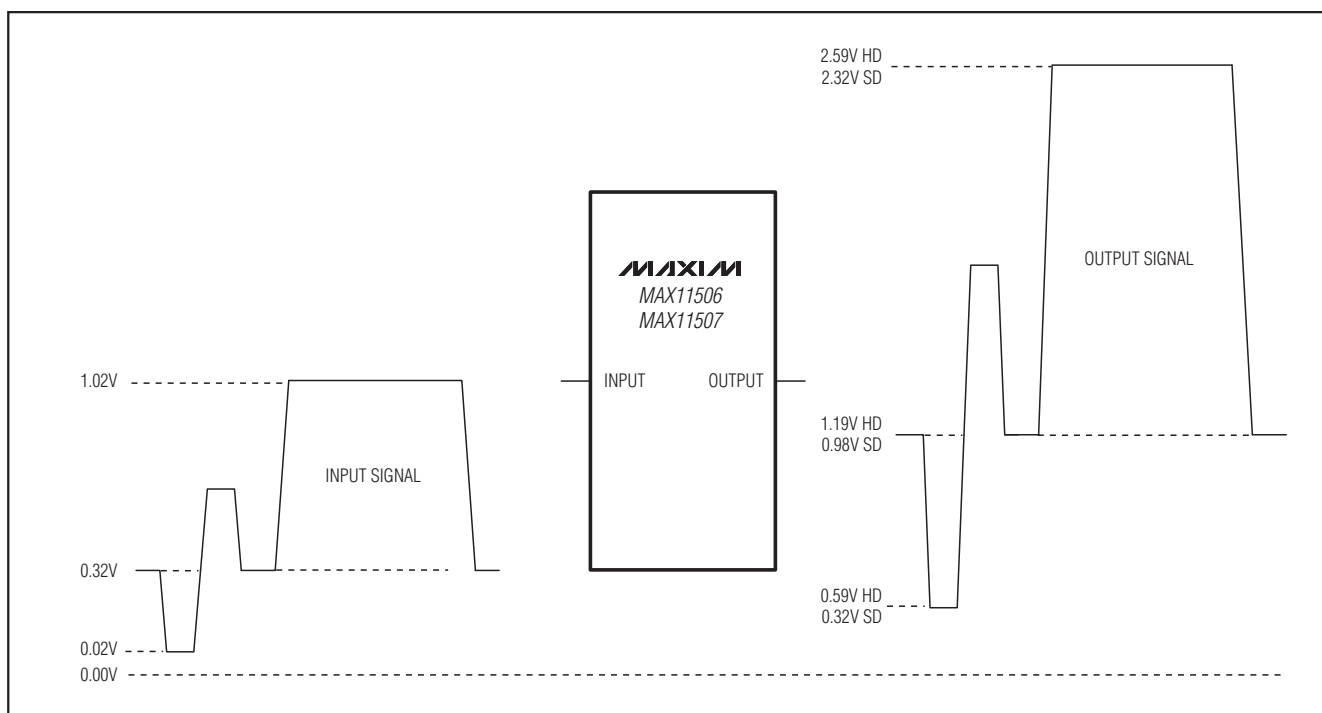 2.59V HD
2.32V SD
MAXIM
MAX11506
MAX11507
OUTPUT SIGNAL
1.02V
INPUT
OUTPUT
1.19V HD
0.98V SD
INPUT SIGNAL
0.32V
0.59V HD
0.32V SD
0.02V
0.00V